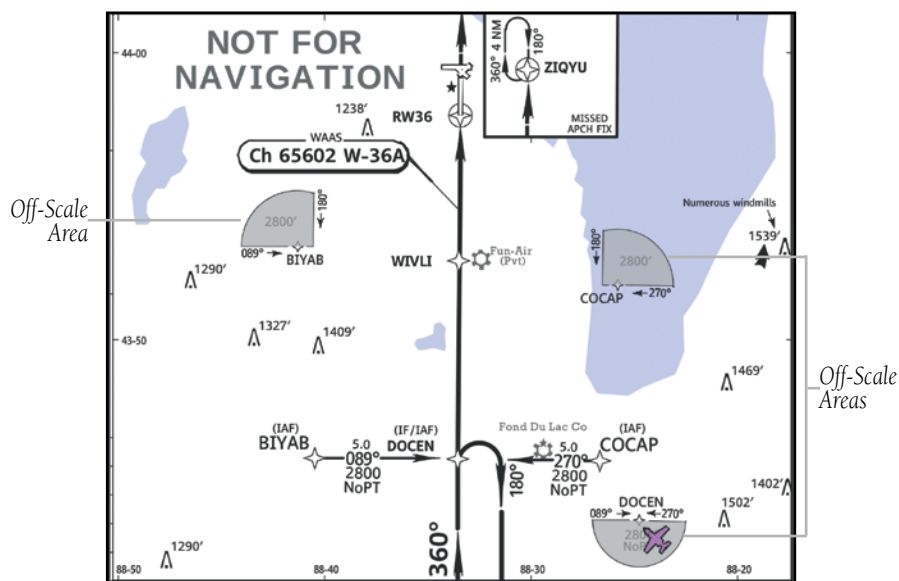 NOT FOR
NAVIGATION
44-00
1238'
RW36
WAAS
Ch 65602 W-36A
360° 4 NM
180°
ZIQYU
MISSED
APCH FIX
Off-Scale
Area
2800'
180°
089°
BIYAB
WIVLI
Fun-Air
(Pvt)
Numerous windmills
1539'
180°
2800'
COCAP
270°
1290'
1327'
1409'
43-50
1469'
Off-Scale
Areas
(IAF)
BIYAB
5.0
089°
2800
NoPT
(IF/IAF)
DOCEN
Fond Du Lac Co
(IAF)
COCAP
5.0
270°
2800
NoPT
180°
360°
1402'
1502'
DOCEN
089°
270°
1290'
88-50
88-40
88-30
88-20